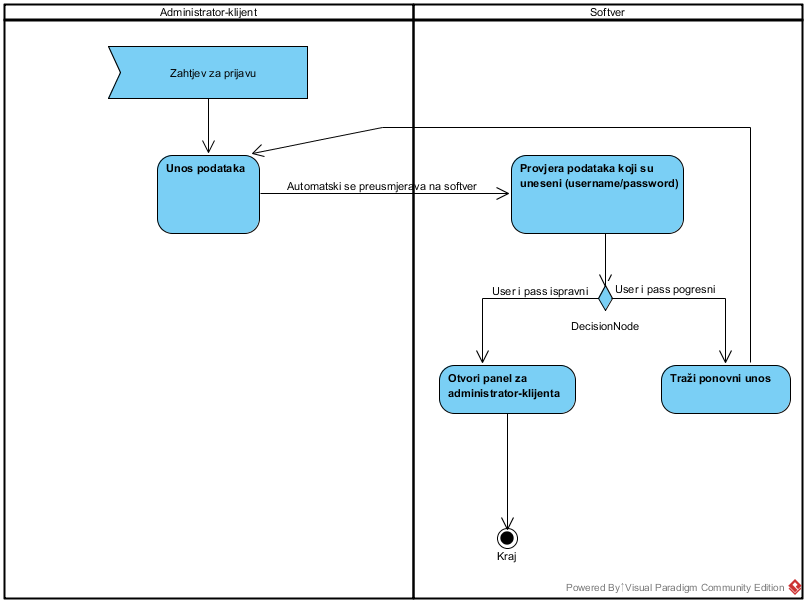 Administrator-klijent
Softver
Zahtjev za prijavu
Unos podataka
Automatski se preusmjerava na softver
Provjera podataka koji su
uneseni (username/password)
User i pass ispravni
User i pass pogresni
DecisionNode
Otvori panel za
administrator-klijenta
Traži ponovni unos
Kraj
Powered By Visual Paradigm Community Edition